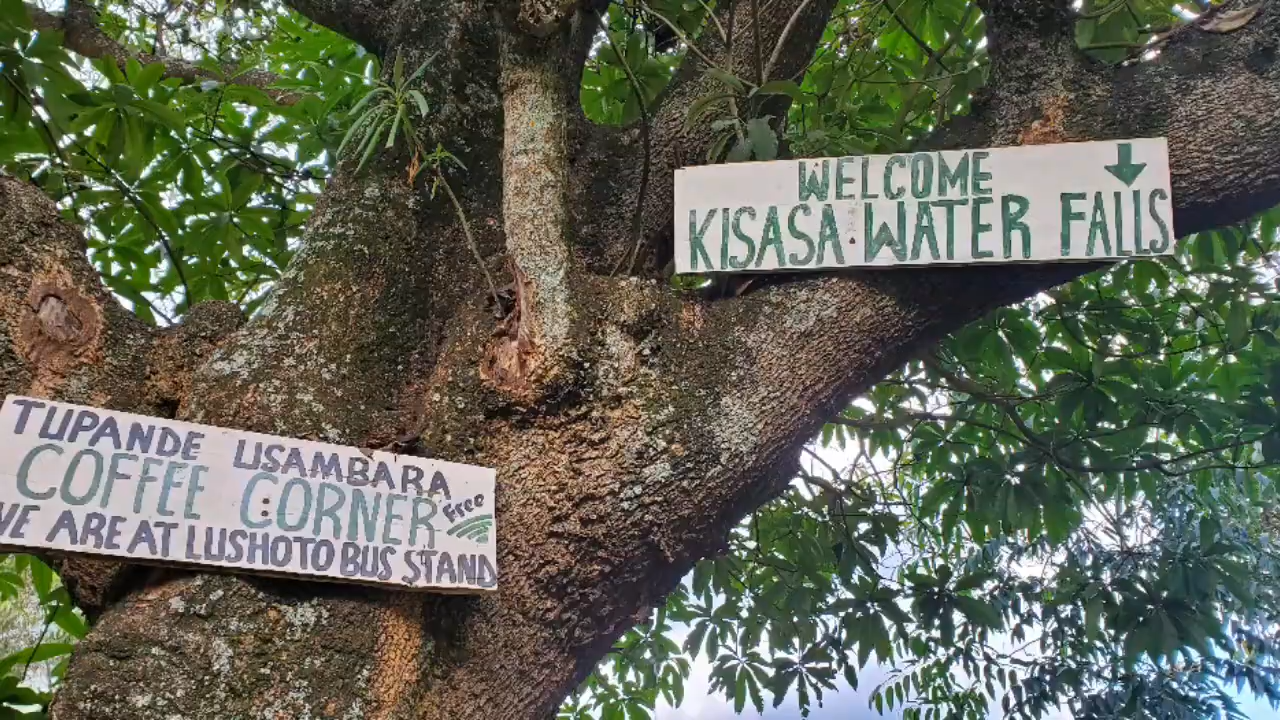 WELCOME
KISASA WATER FALLS
TUPANDE USAMBARA
COFFEE CORNER
Free
WE ARE AT LUSHOTO BUS STAND